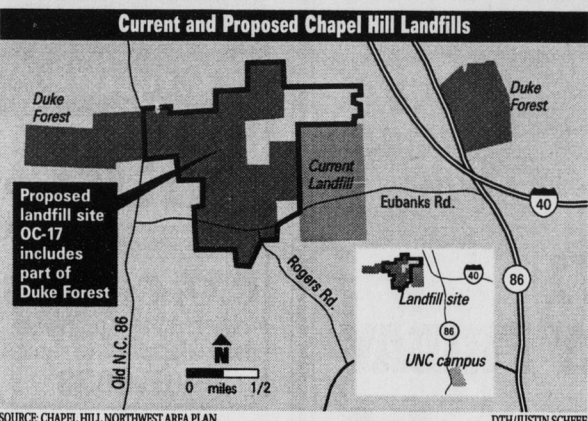 Current and Proposed Chapel Hill Landfills
Duke
Forest
Duke
Forest
Current
Landfill
Proposed
landfill site
OC-17
includes
part of
Duke Forest
Eubanks Rd.
40
Rogers Rd.
Old N.C. 86
86
N
0 miles 1/2
40
Landfill site
86
UNC campus
SOURCE: CHAPEL HILL NORTHWEST AREA PLAN
DTH/JUSTIN